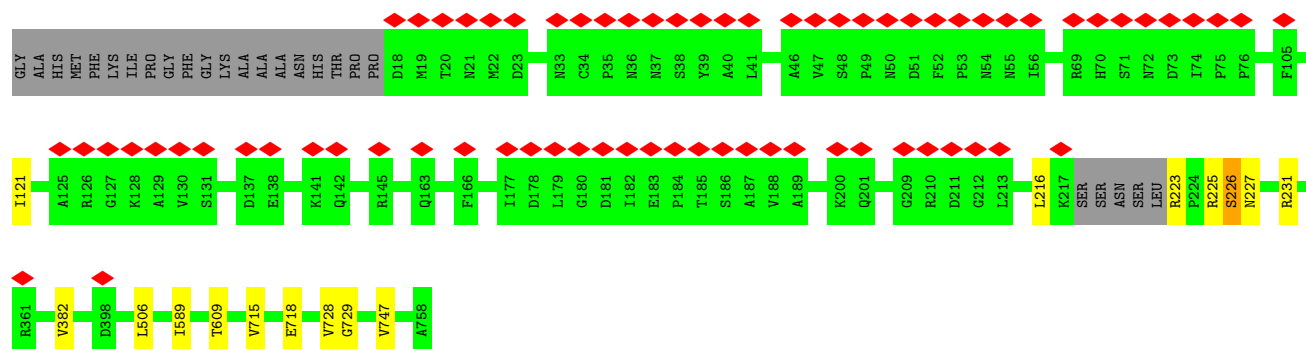 GLY ALA HIS MET PHE LYS ILE PRO GLY PHE GLY LYS ALA ALA ALA ASN HIS THR PRO PRO D18 M19 T20 N21 M22 D23 N33 C34 P35 N36 N37 S38 Y39 A40 L41 A46 V47 S48 P49 N50 D51 F52 P53 N54 N55 I56 R69 H70 S71 N72 D73 I74 P75 P76 F105
I121 A125 R126 G127 K128 A129 V130 S131 D137 E138 K141 Q142 R145 Q163 F166 I177 D178 L179 G180 D181 I182 E183 P184 T185 S186 A187 V188 A189 K200 Q201 G209 R210 D211 G212 L213 L216 K217 SER SER ASN SER LEU R223 P224 R225 S226 N227 R231
R361 V382 D398 L506 I589 T609 V715 E718 V728 G729 V747 A758